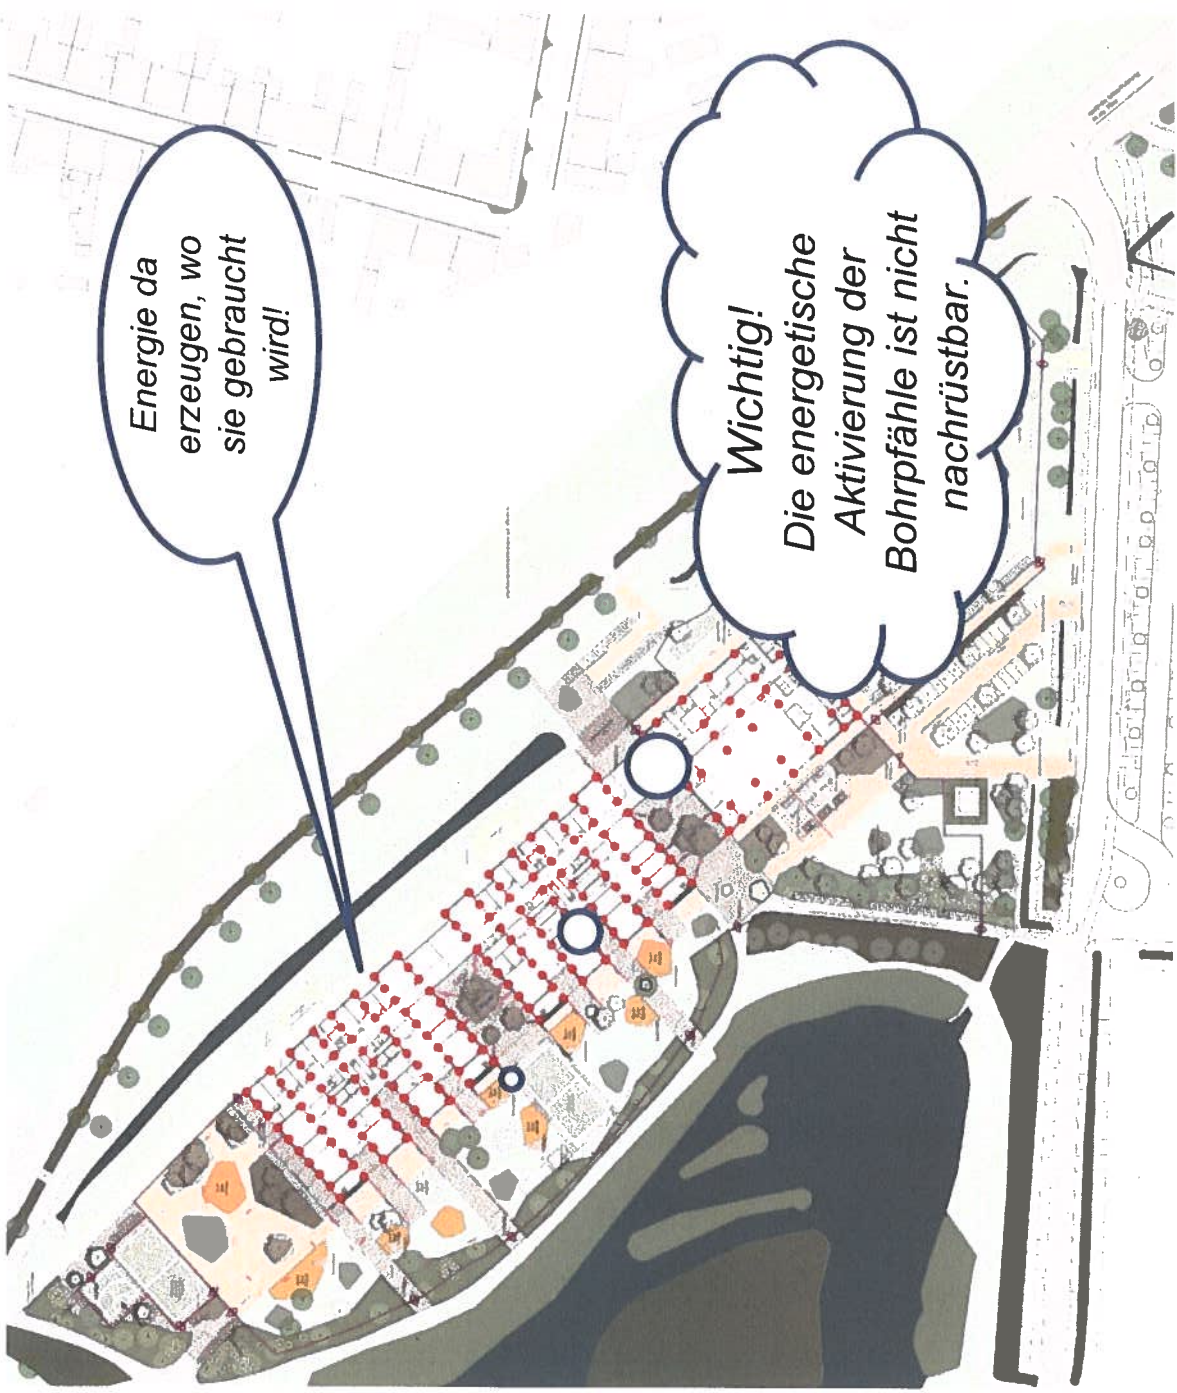 Energie da
erzeugen, wo
sie gebraucht
wird!
Wichtig!
Die energetische
Aktivierung der
Bohrpfähle ist nicht
nachrüstbar.